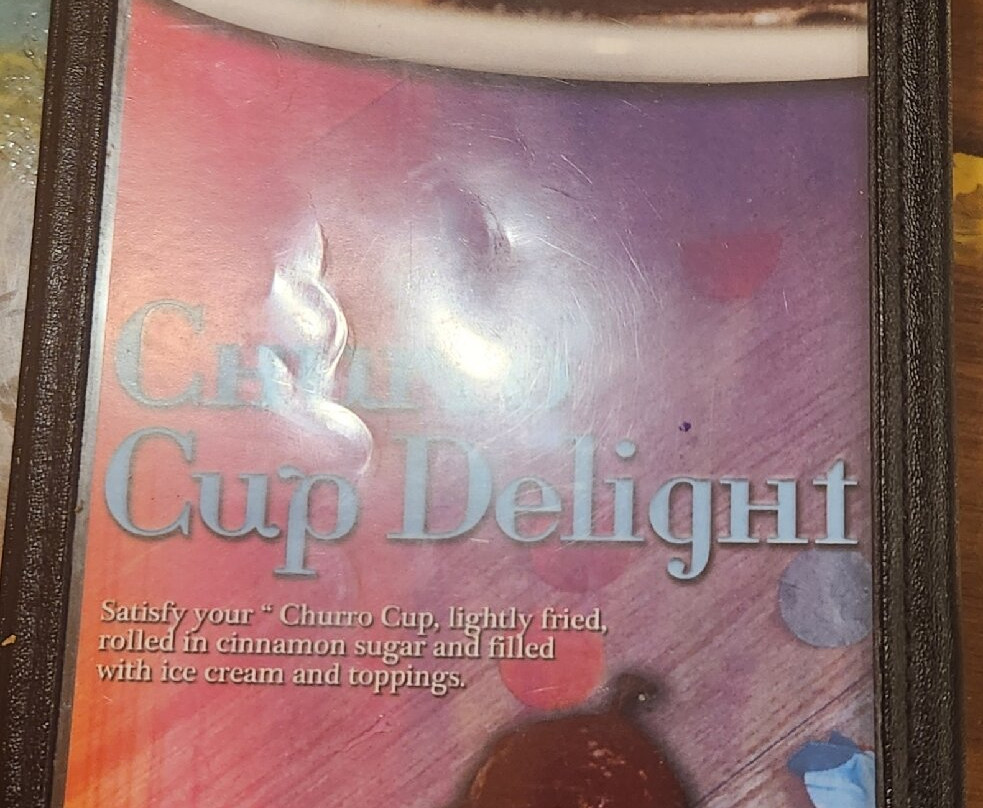 Churro
Cup Delight
Satisfy your “ Churro Cup, lightly fried,
rolled in cinnamon sugar and filled
with ice cream and toppings.